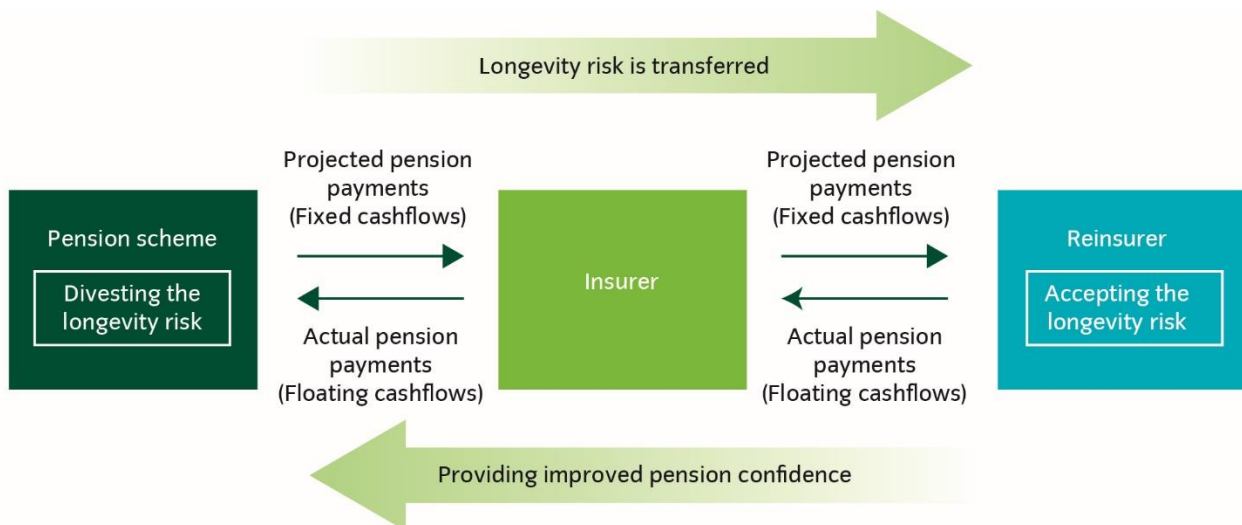 Longevity risk is transferred
Projected pension
payments
(Fixed cashflows)
Projected pension
payments
(Fixed cashflows)
Pension scheme
Divesting the
longevity risk
Insurer
Reinsurer
Accepting the
longevity risk
Actual pension
payments
(Floating cashflows)
Actual pension
payments
(Floating cashflows)
Providing improved pension confidence